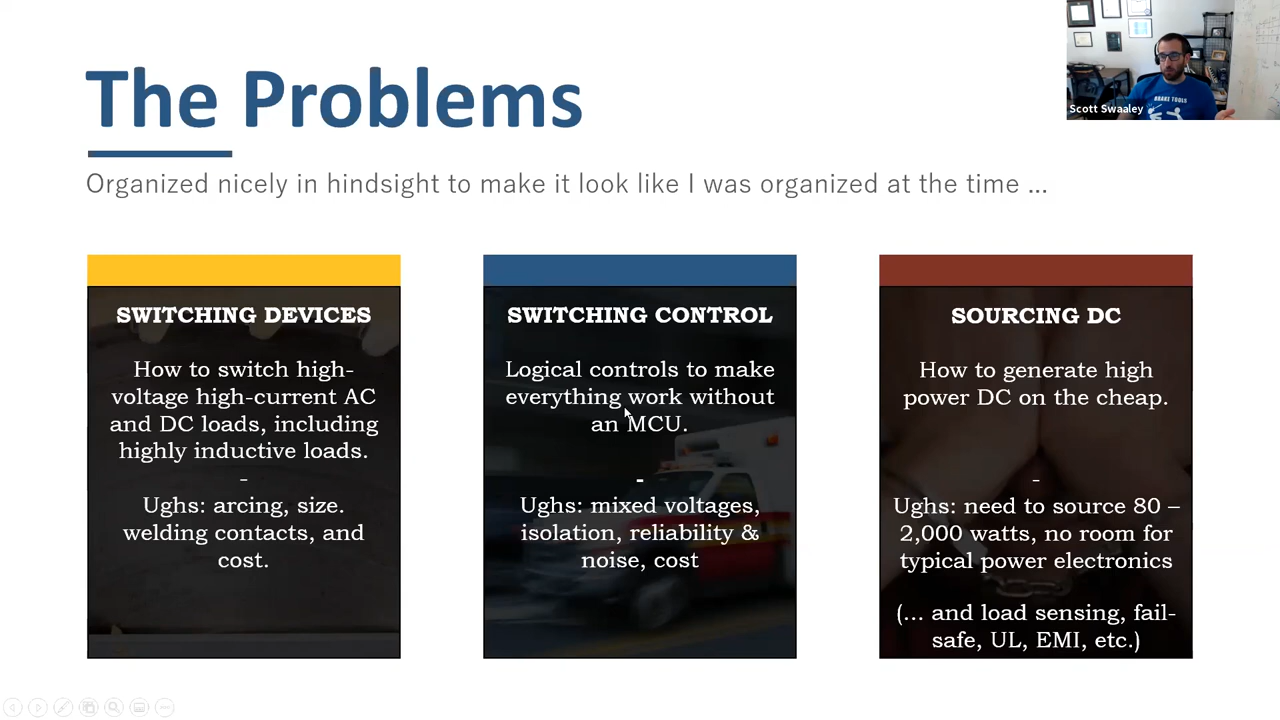 The Problems
Organized nicely in hindsight to make it look like I was organized at the time ...
Scott Swaaley
MAKE TOOLS
SWITCHING DEVICES
How to switch high-
voltage high-current AC
and DC loads, including
highly inductive loads.
-
Ughs: arcing, size.
welding contacts, and
cost.
SWITCHING CONTROL
Logical controls to make
everything work without
an MCU.
-
Ughs: mixed voltages,
isolation, reliability &
noise, cost
SOURCING DC
How to generate high
power DC on the cheap.
-
Ughs: need to source 80 –
2,000 watts, no room for
typical power electronics
(... and load sensing, fail-
safe, UL, EMI, etc.)